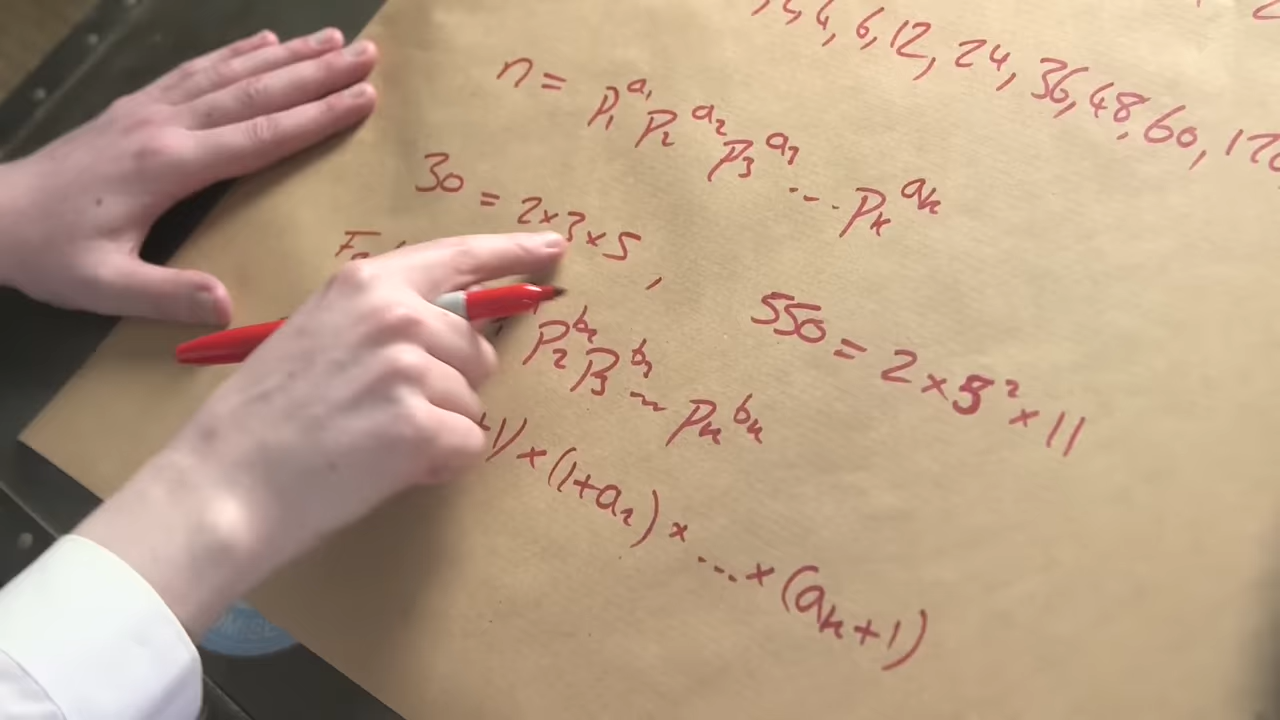 4, 6, 12, 24, 36, 48, 60, 120
n = p₁^a₁ p₂^a₂ p₃^a₃ ... pₖ^aₖ
30 = 2×3×5, 550 = 2×5²×11
p₂^b₂ p₃^b₃ ~ pₖ^bₖ
+1)×(1+a₂)×...×(aₖ+1)